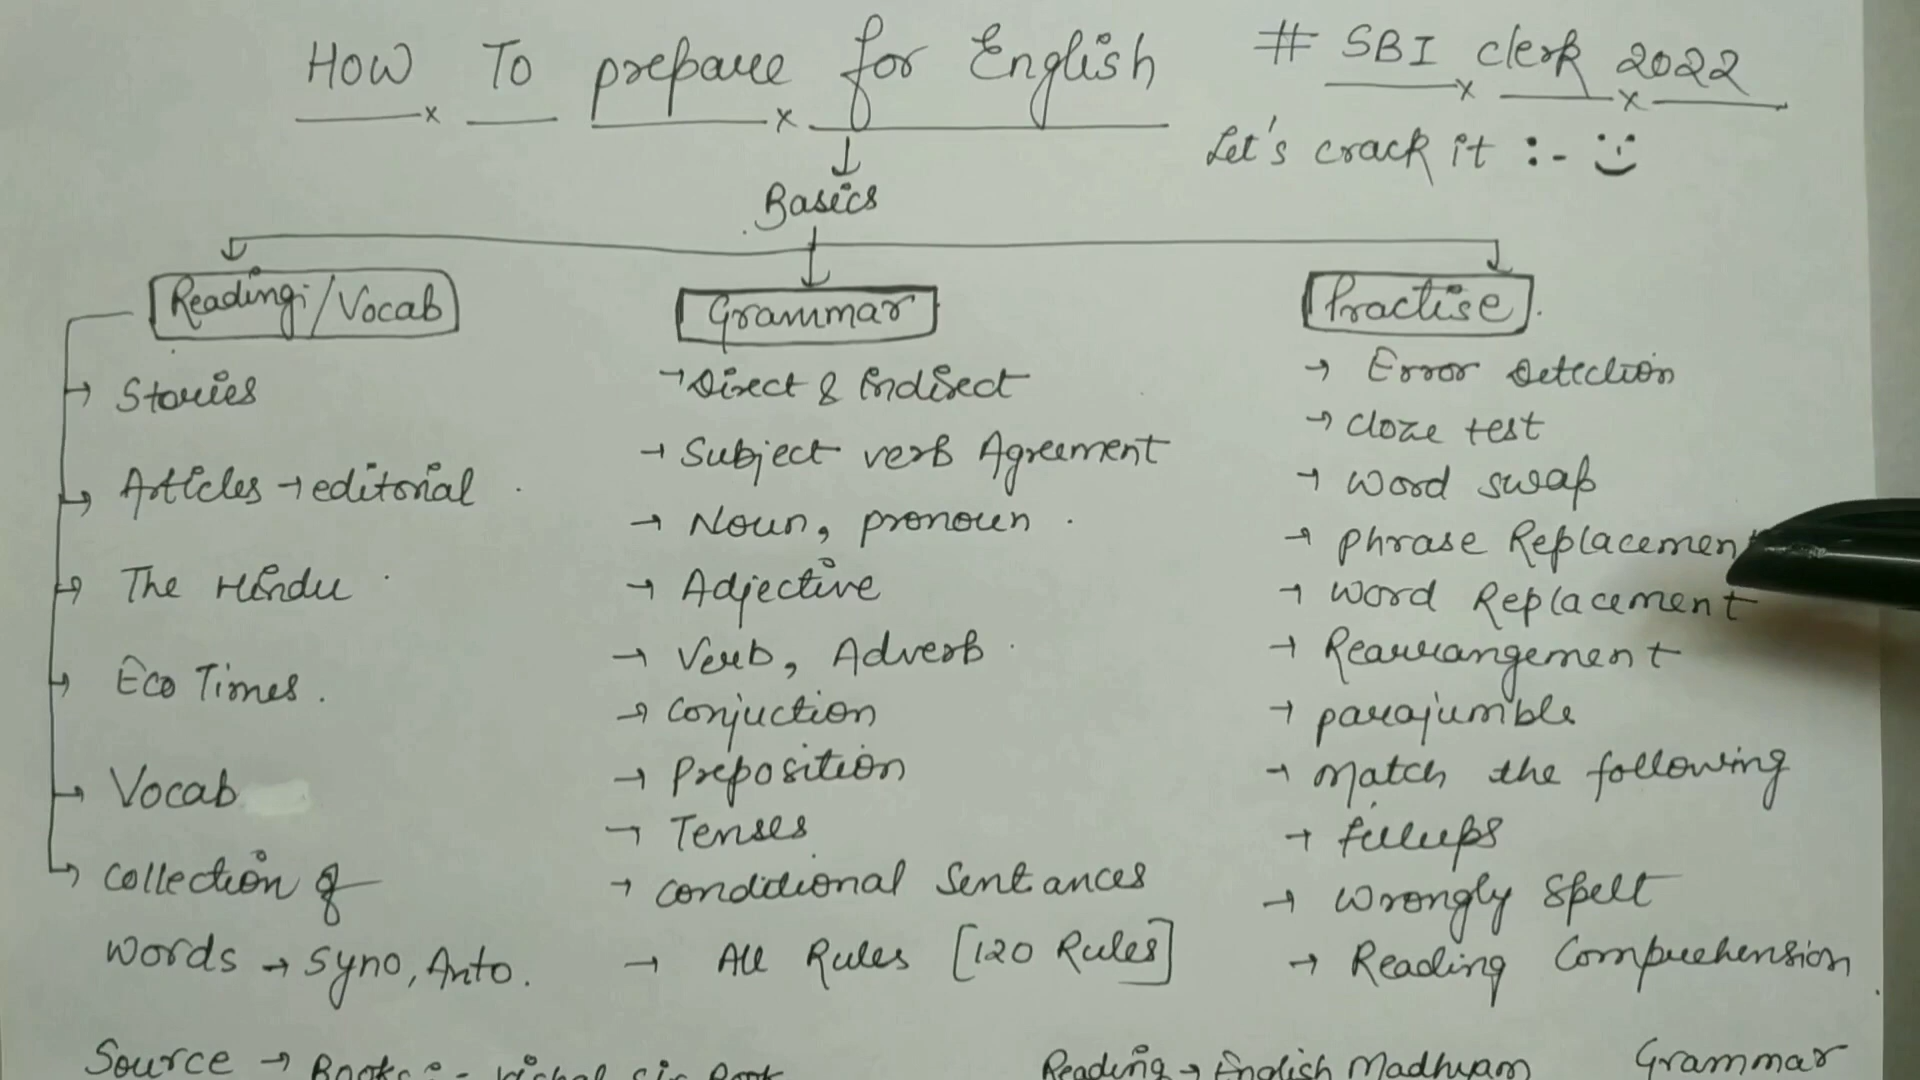 How To prepare for English
# SBI clerk 2022
Let's crack it :-
Basics
Reading:/Vocab
Stories
Articles → editorial
The Hindu
Eco Times.
Vocab
Collection of
words → Syno, Anto.
Grammar
→ Direct & Indirect
→ Subject verb Agreement
→ Noun, pronoun
→ Adjective
→ Verb, Adverb
→ Conjuction
→ Preposition
→ Tenses
→ Conditional Sentances
→ All Rules [120 Rules]
Practise
→ Error Detection
→ cloze test
→ Word swap
→ Phrase Replacemen
→ Word Replacement
→ Rearrangement
→ parajumble
→ match the following
→ filleups
→ Wrongly Spelt
→ Reading Comprehension
Source → Books :-
Reading → English Madhyam
Grammar